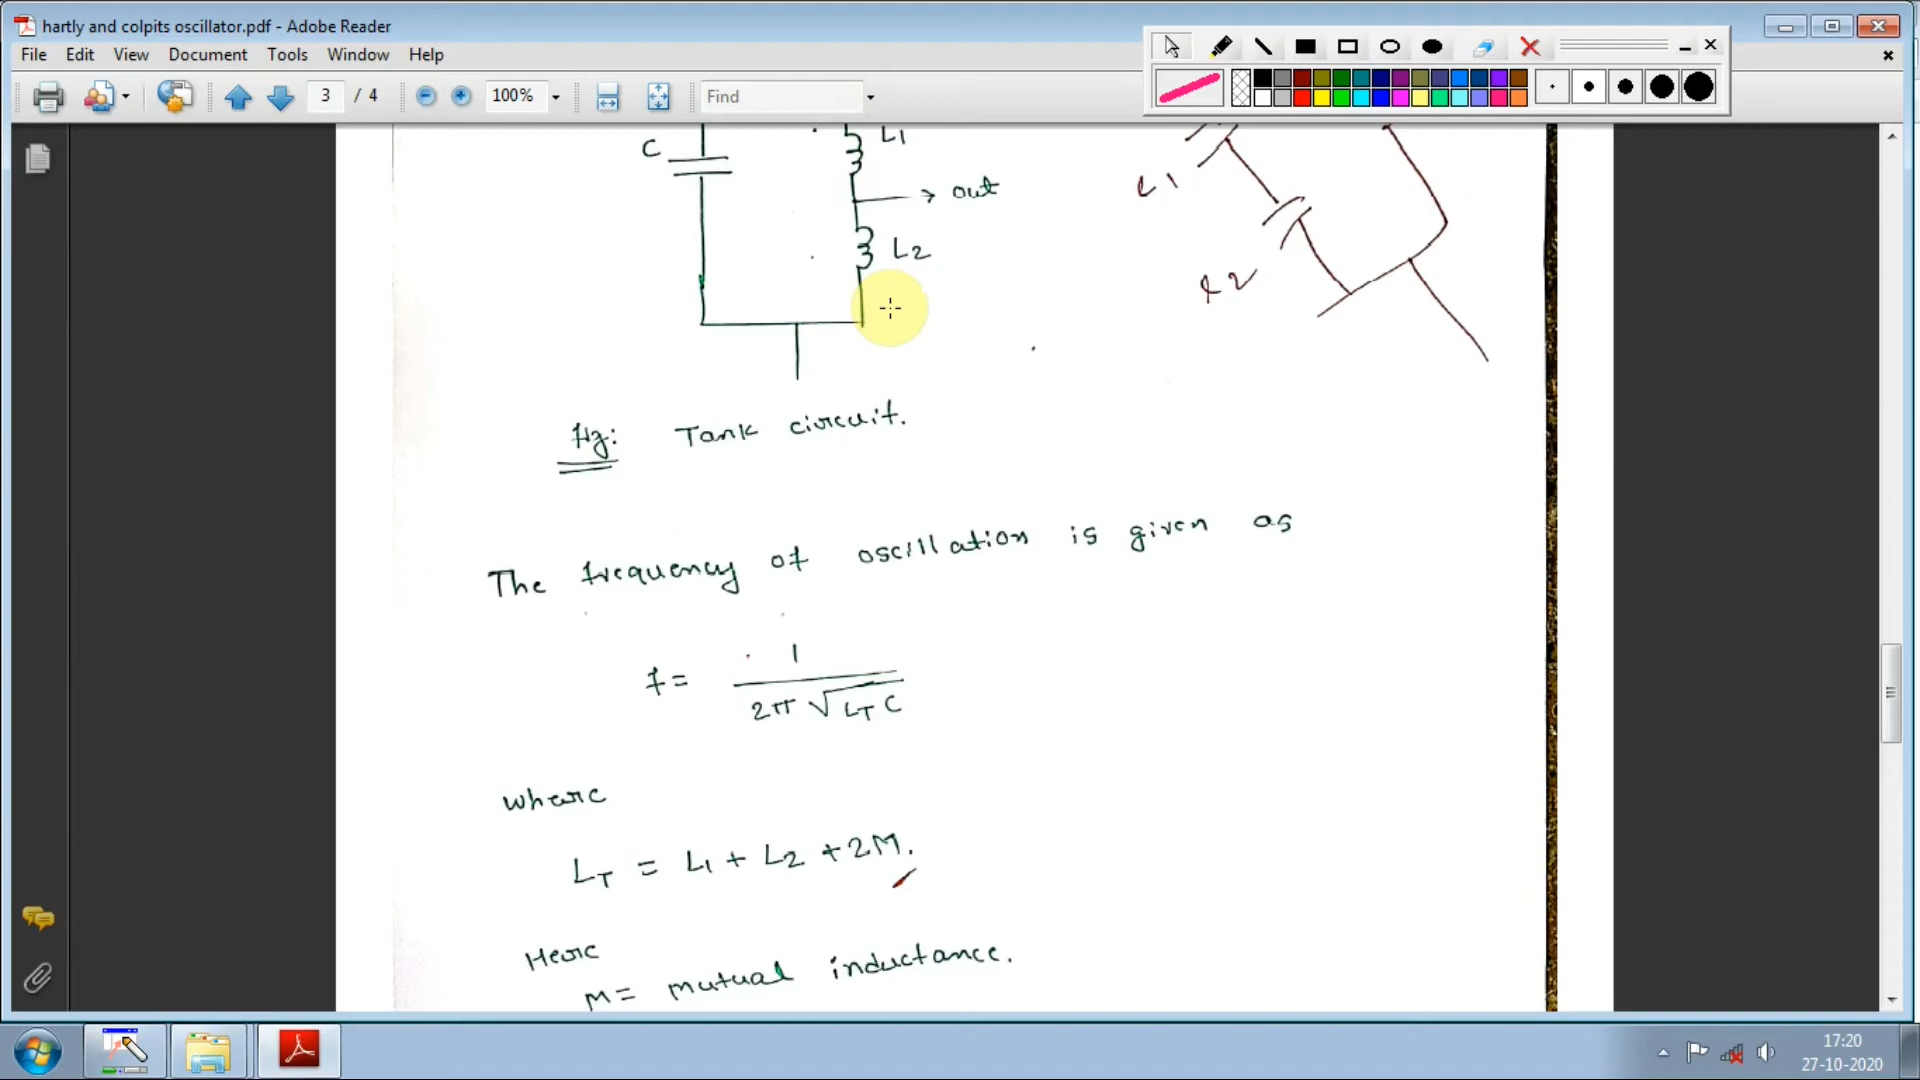 hartly and colpits oscillator.pdf - Adobe Reader
File Edit View Document Tools Window Help
3 / 4 100% Find
C
L1
out
L2
Fig: Tank circuit.
The frequency of oscillation is given as
f = 1
2π √LT C
where
LT = L1 + L2 + 2M.
Here
M = mutual inductance.
17:20
27-10-2020